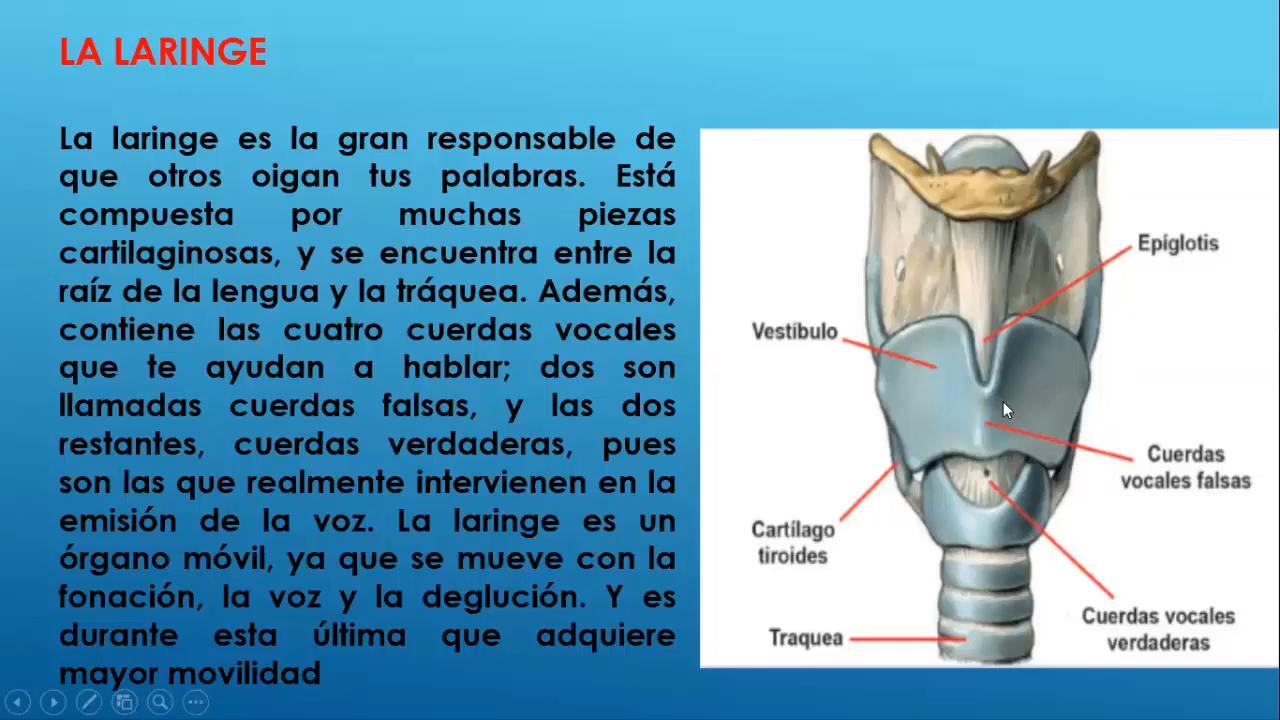 LA LARINGE
La laringe es la gran responsable de
que otros oigan tus palabras. Está
compuesta por muchas piezas
cartilaginosas, y se encuentra entre la
raíz de la lengua y la tráquea. Además,
contiene las cuatro cuerdas vocales
que te ayudan a hablar; dos son
llamadas cuerdas falsas, y las dos
restantes, cuerdas verdaderas, pues
son las que realmente intervienen en la
emisión de la voz. La laringe es un
órgano móvil, ya que se mueve con la
fonación, la voz y la deglución. Y es
durante esta última que adquiere
mayor movilidad
Epíglotis
Vestíbulo
Cuerdas
vocales falsas
Cartílago
tiroides
Cuerdas vocales
verdaderas
Traquea